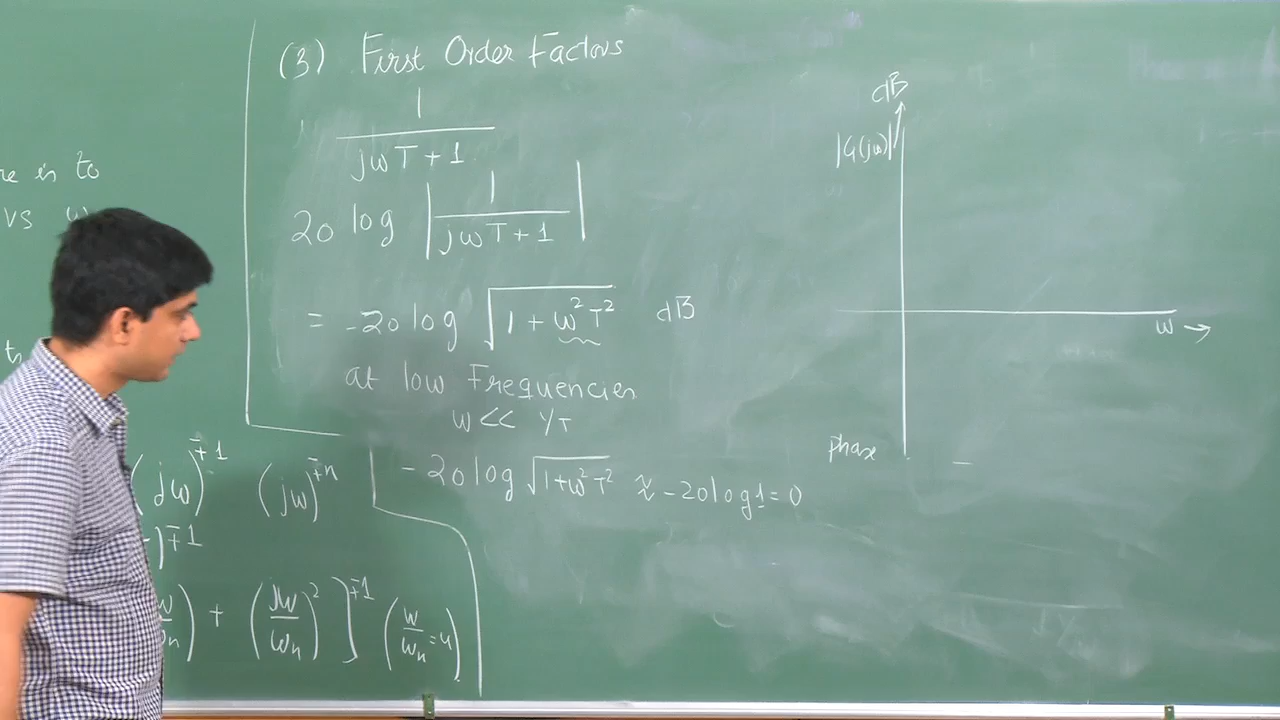 re is to
vs ω
(3) First Order Factors
1
jωT + 1
20 log | 1 / jωT + 1 |
= -20 log √1 + ω²T² dB
at low Frequencies
ω << 1/T
-20 log √1+ω²T² ≈ -20 log 1 = 0
(jω)^∓1 (jω)^∓n
)^∓1
) + (jω/ωn)²]^∓1 (ω/ωn = u)
dB
|G(jω)|
ω →
phase